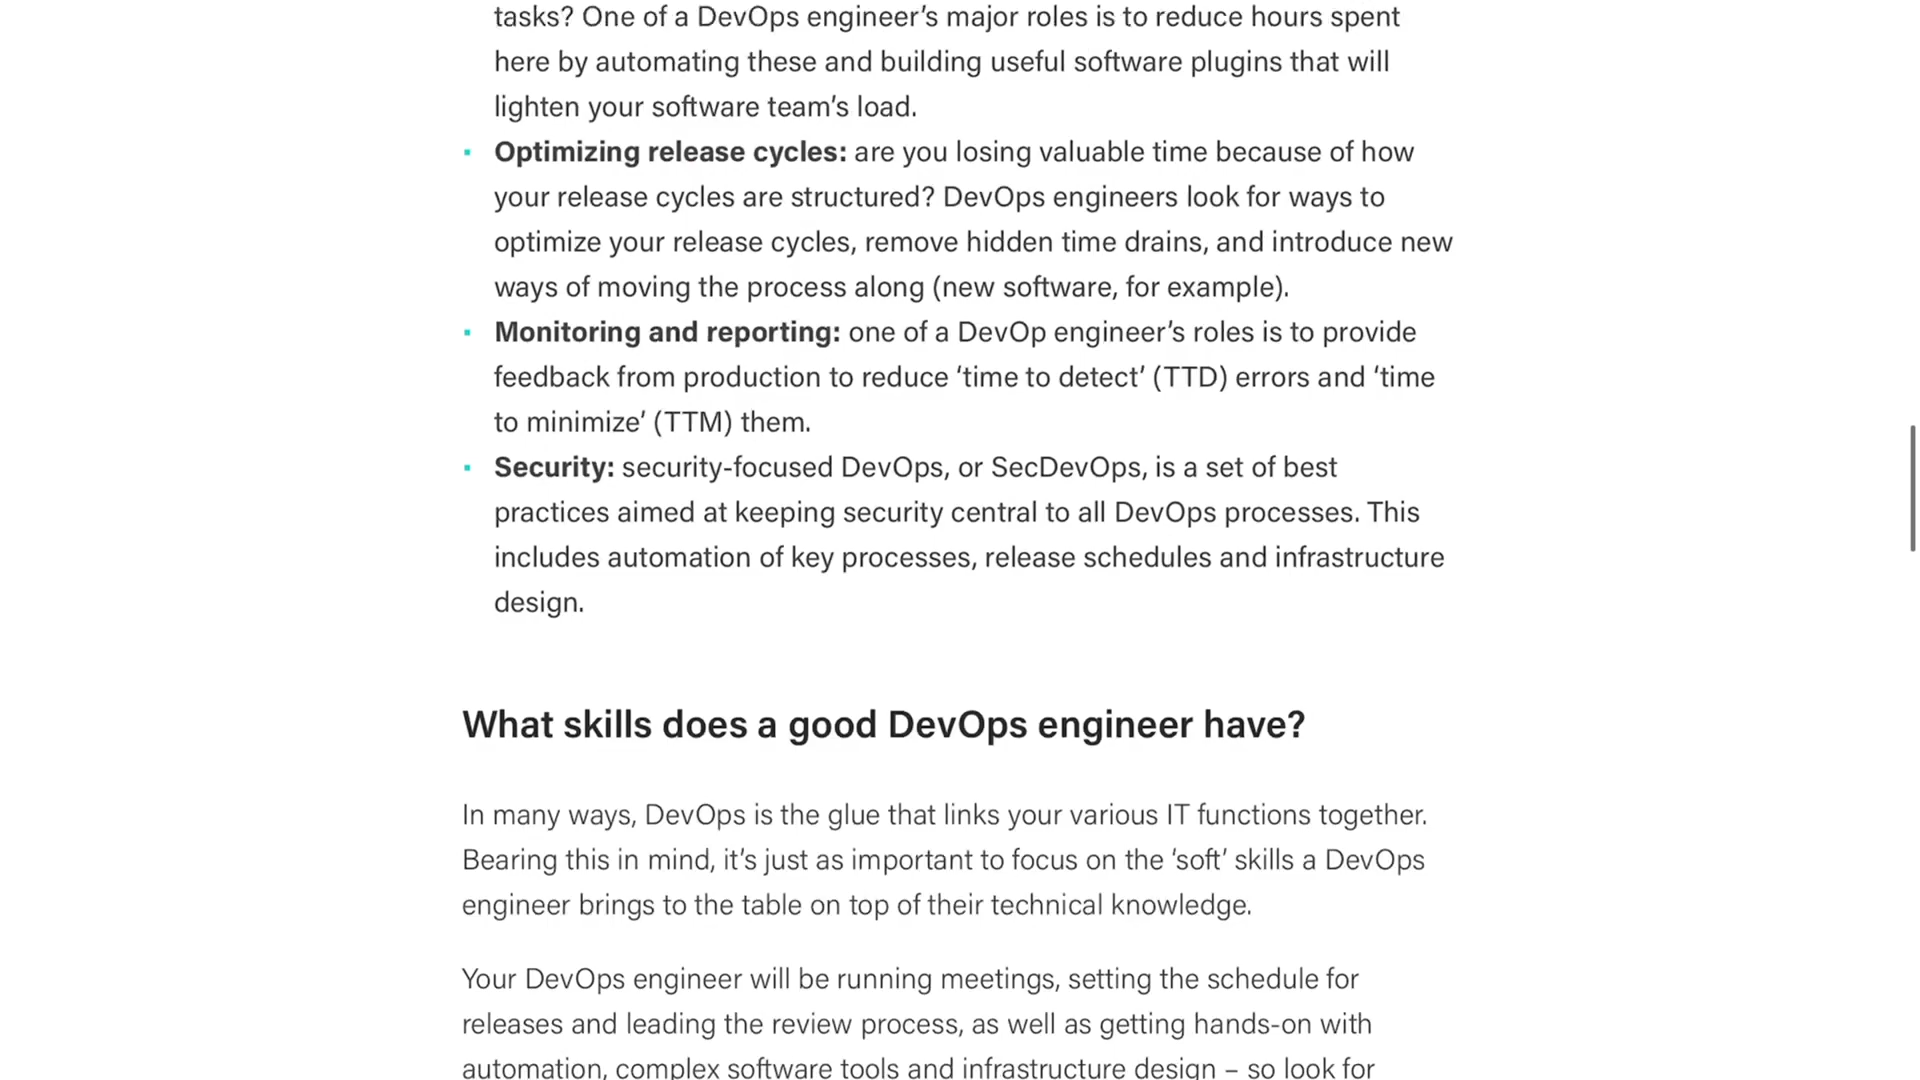 tasks? One of a DevOps engineer’s major roles is to reduce hours spent
here by automating these and building useful software plugins that will
lighten your software team’s load.
Optimizing release cycles: are you losing valuable time because of how
your release cycles are structured? DevOps engineers look for ways to
optimize your release cycles, remove hidden time drains, and introduce new
ways of moving the process along (new software, for example).
Monitoring and reporting: one of a DevOp engineer’s roles is to provide
feedback from production to reduce ‘time to detect’ (TTD) errors and ‘time
to minimize’ (TTM) them.
Security: security-focused DevOps, or SecDevOps, is a set of best
practices aimed at keeping security central to all DevOps processes. This
includes automation of key processes, release schedules and infrastructure
design.
What skills does a good DevOps engineer have?
In many ways, DevOps is the glue that links your various IT functions together.
Bearing this in mind, it’s just as important to focus on the ‘soft’ skills a DevOps
engineer brings to the table on top of their technical knowledge.
Your DevOps engineer will be running meetings, setting the schedule for
releases and leading the review process, as well as getting hands-on with
automation, complex software tools and infrastructure design – so look for